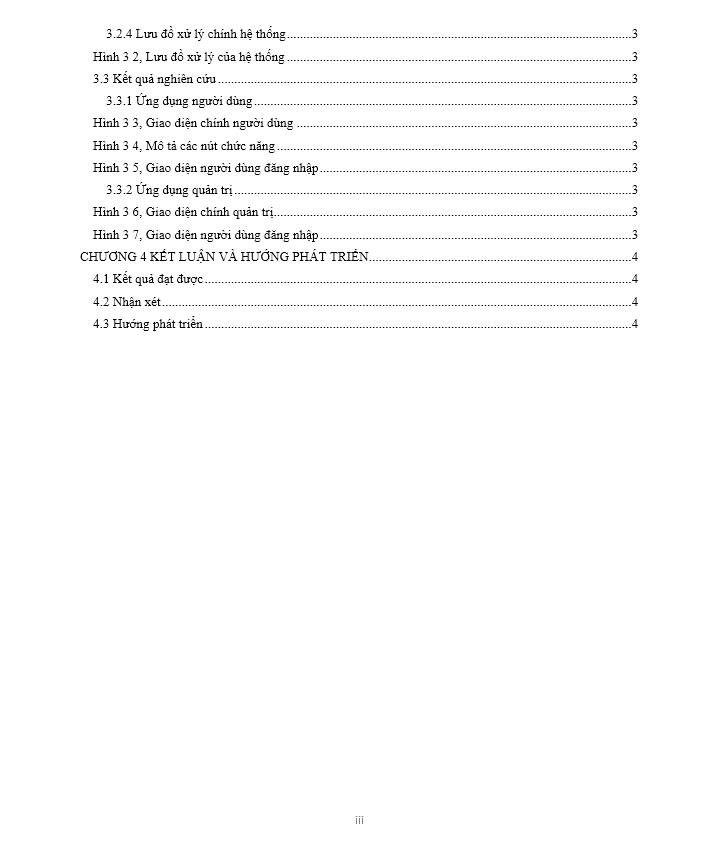 3.2.4 Lưu đồ xử lý chính hệ thống........................................................................................................3
Hình 3 2, Lưu đồ xử lý của hệ thống........................................................................................................3
3.3 Kết quả nghiên cứu........................................................................................................3
3.3.1 Ứng dụng người dùng........................................................................................................3
Hình 3 3, Giao diện chính người dùng ........................................................................................................3
Hình 3 4, Mô tả các nút chức năng........................................................................................................3
Hình 3 5, Giao diện người dùng đăng nhập........................................................................................................3
3.3.2 Ứng dụng quản trị........................................................................................................3
Hình 3 6, Giao diện chính quản trị........................................................................................................3
Hình 3 7, Giao diện người dùng đăng nhập........................................................................................................3
CHƯƠNG 4 KẾT LUẬN VÀ HƯỚNG PHÁT TRIỂN........................................................................................................4
4.1 Kết quả đạt được........................................................................................................4
4.2 Nhận xét........................................................................................................4
4.3 Hướng phát triển........................................................................................................4
iii